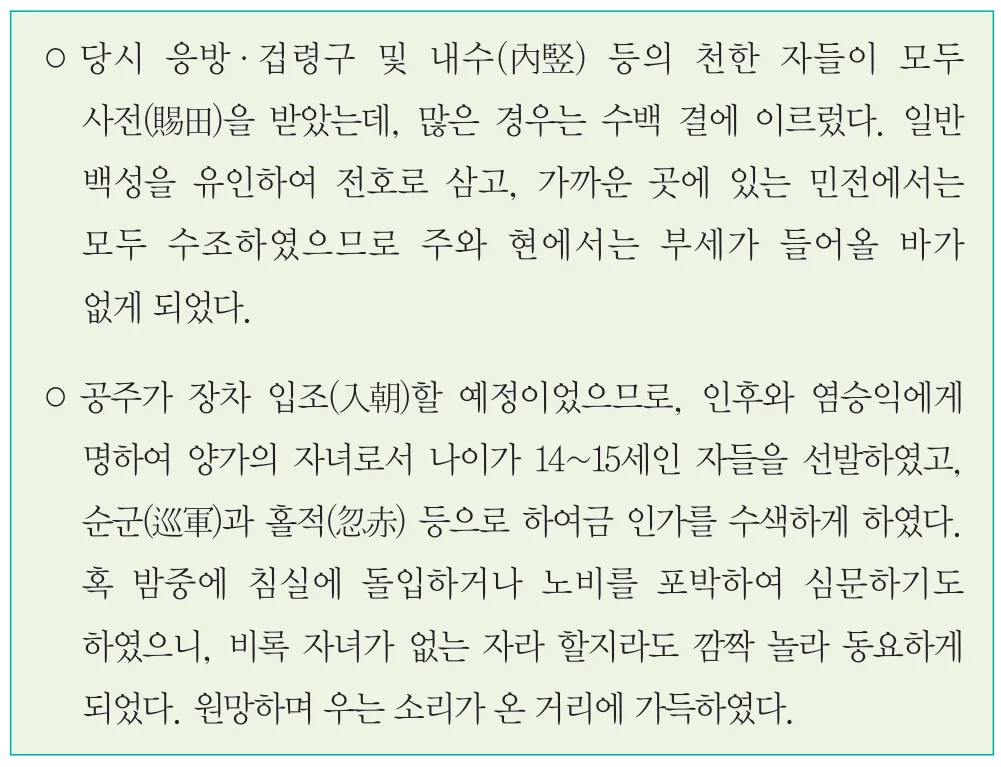 ○ 당시 응방·겁령구 및 내수(內竪) 등의 천한 자들이 모두
사전(賜田)을 받았는데, 많은 경우는 수백 결에 이르렀다. 일반
백성을 유인하여 전호로 삼고, 가까운 곳에 있는 민전에서는
모두 수조하였으므로 주와 현에서는 부세가 들어올 바가
없게 되었다.
○ 공주가 장차 입조(入朝)할 예정이었으므로, 인후와 염승익에게
명하여 양가의 자녀로서 나이가 14~15세인 자들을 선발하였고,
순군(巡軍)과 홀적(忽赤) 등으로 하여금 인가를 수색하게 하였다.
혹 밤중에 침실에 돌입하거나 노비를 포박하여 심문하기도
하였으니, 비록 자녀가 없는 자라 할지라도 깜짝 놀라 동요하게
되었다. 원망하며 우는 소리가 온 거리에 가득하였다.